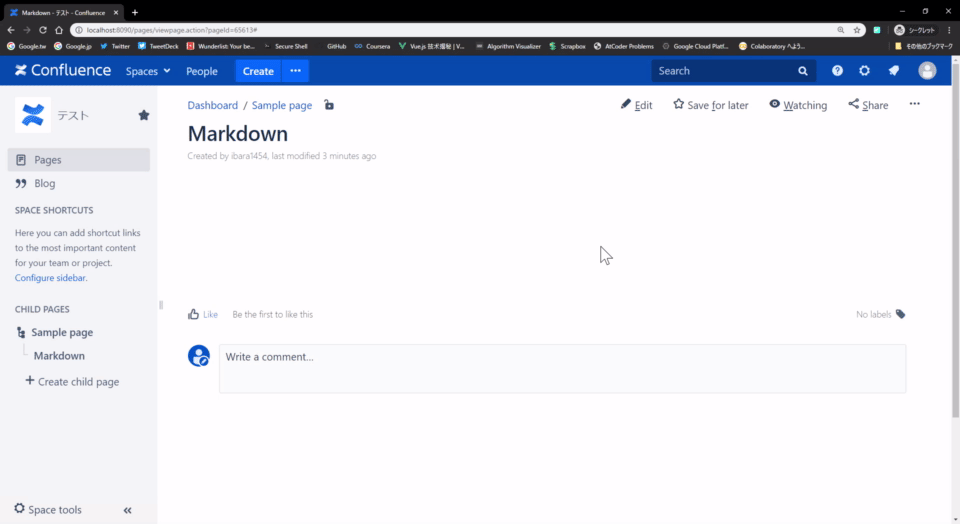 Markdown - テスト - Confluence
localhost:8090/pages/viewpage.action?pageId=65613#
シークレット
Google.tw Google.jp Twitter TweetDeck Wunderlist: Your be... Secure Shell GitHub Coursera Vue.js 技术揭秘 | V... Algorithm Visualizer Scrapbox AtCoder Problems Google Cloud Platf... Colaboratory へよう... その他のブックマーク
Confluence Spaces People Create ... Search
テスト
Pages
Blog
SPACE SHORTCUTS
Here you can add shortcut links
to the most important content
for your team or project.
Configure sidebar.
CHILD PAGES
Sample page
Markdown
+ Create child page
Space tools
Dashboard / Sample page
Edit Save for later Watching Share ...
Markdown
Created by ibara1454, last modified 3 minutes ago
Like Be the first to like this
No labels
Write a comment...